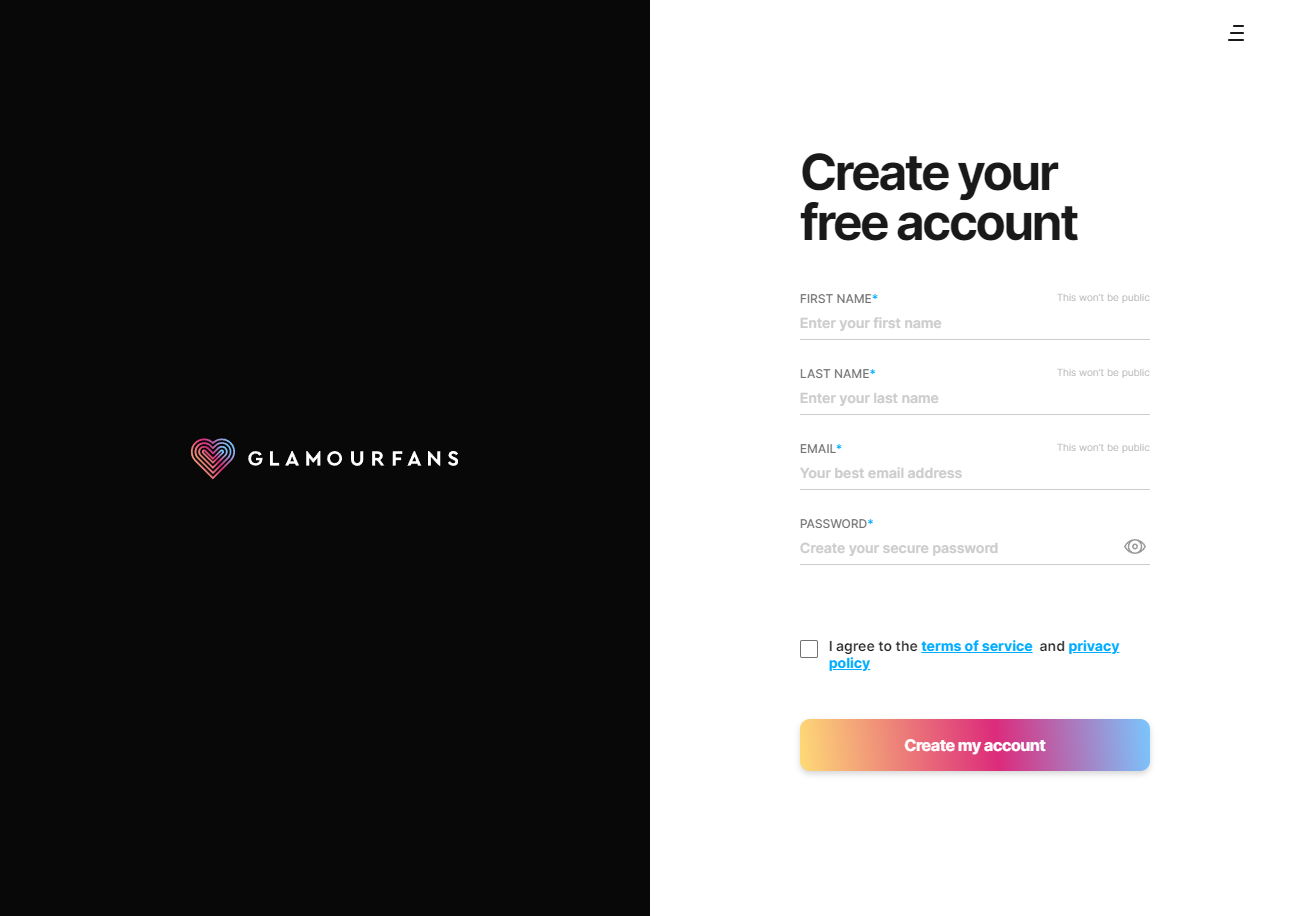 GLAMOURFANS
Create your
free account
FIRST NAME*
This won't be public
Enter your first name
LAST NAME*
This won't be public
Enter your last name
EMAIL*
This won't be public
Your best email address
PASSWORD*
Create your secure password
I agree to the terms of service and privacy
policy
Create my account